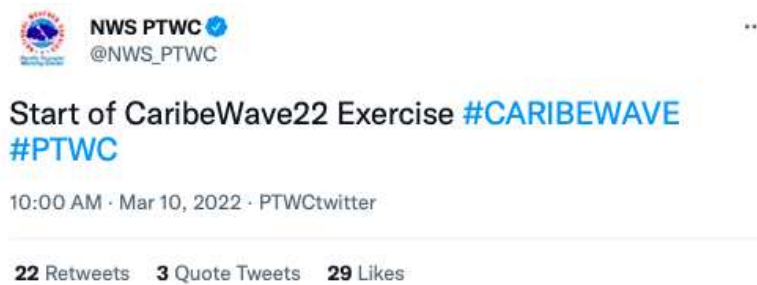 NWS PTWC
@NWS_PTWC
Start of CaribeWave22 Exercise #CARIBEWAVE
#PTWC
10:00 AM · Mar 10, 2022 · PTWCtwitter
22 Retweets 3 Quote Tweets 29 Likes